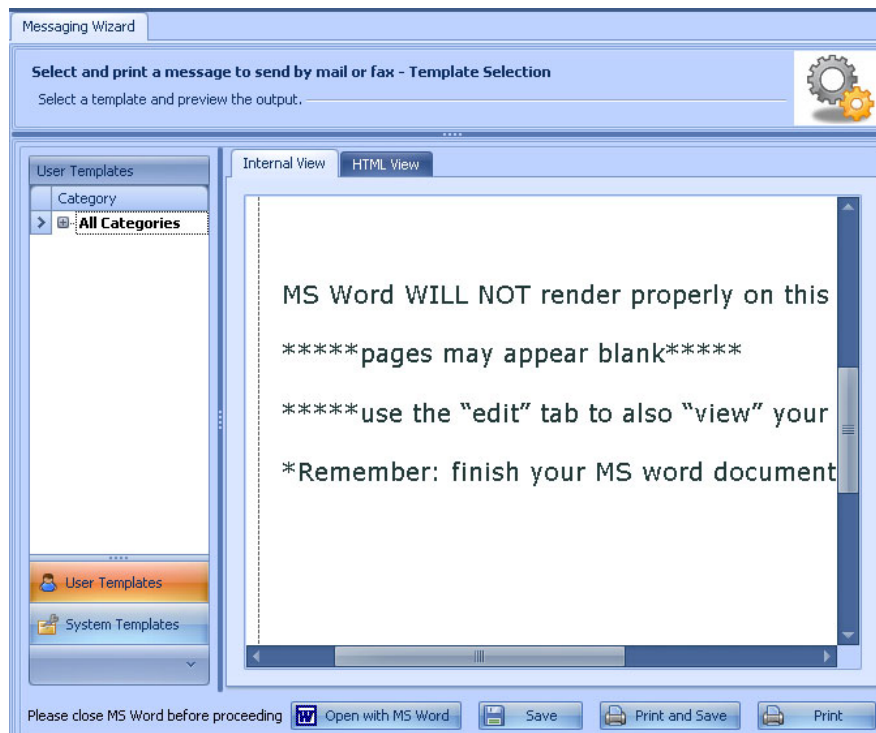 Messaging Wizard
Select and print a message to send by mail or fax - Template Selection
Select a template and preview the output.
User Templates
Category
All Categories
User Templates
System Templates
Internal View
HTML View
MS Word WILL NOT render properly on this
*****pages may appear blank*****
*****use the “edit” tab to also “view” your
*Remember: finish your MS word document
Please close MS Word before proceeding
Open with MS Word
Save
Print and Save
Print